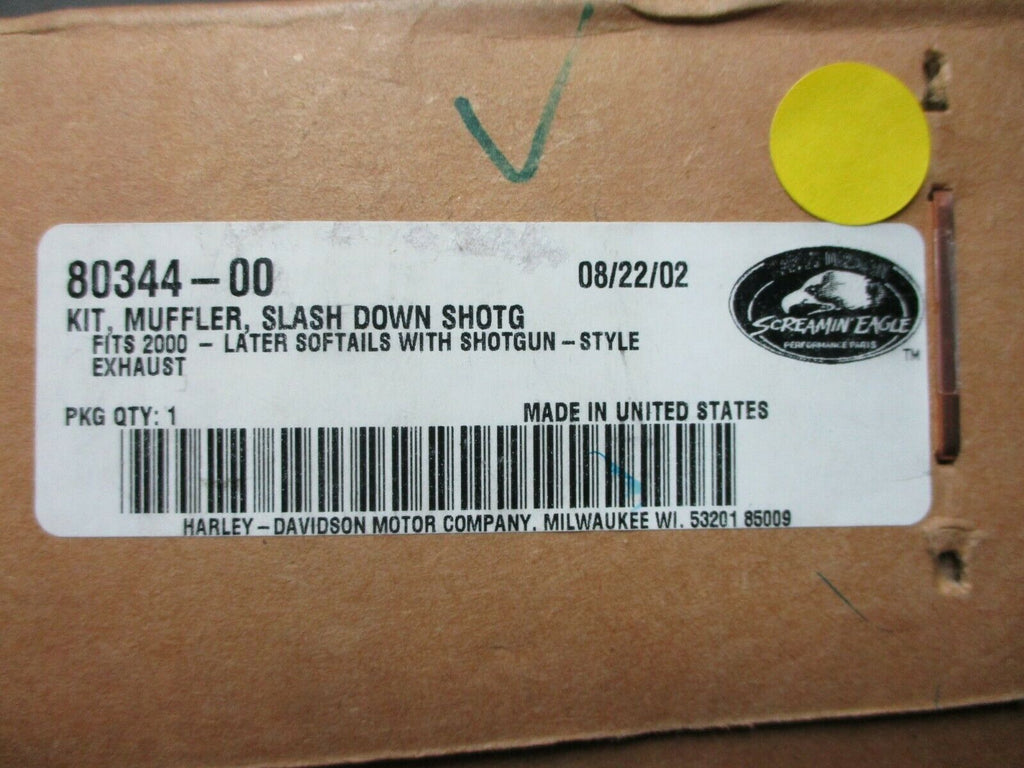 80344-00
08/22/02
KIT, MUFFLER, SLASH DOWN SHOTG
FITS 2000 - LATER SOFTAILS WITH SHOTGUN-STYLE
EXHAUST
SCREAMIN' EAGLE
PERFORMANCE PARTS
TM
PKG QTY: 1
MADE IN UNITED STATES
HARLEY-DAVIDSON MOTOR COMPANY, MILWAUKEE WI. 53201 85009